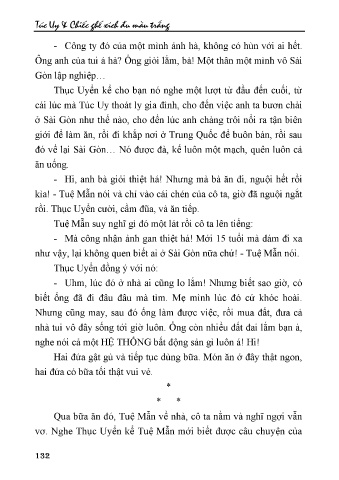 Túc Uy & Chiếc ghế xích đu màu trắng
- Công ty đó của một mình ảnh hả, không có hùn với ai hết.
Ông anh của tui á hả? Ông giỏi lắm, bà! Một thân một mình vô Sài
Gòn lập nghiệp…
Thục Uyển kể cho bạn nó nghe một lượt từ đầu đến cuối, từ
cái lúc mà Túc Uy thoát ly gia đình, cho đến việc anh ta bươn chải
ở Sài Gòn như thế nào, cho đến lúc anh chàng trôi nổi ra tận biên
giới để làm ăn, rồi đi khắp nơi ở Trung Quốc để buôn bán, rồi sau
đó về lại Sài Gòn… Nó được đà, kể luôn một mạch, quên luôn cả
ăn uống.
- Hi, anh bà giỏi thiệt há! Nhưng mà bà ăn đi, nguội hết rồi
kìa! - Tuệ Mẫn nói và chỉ vào cái chén của cô ta, giờ đã nguội ngắt
rồi. Thục Uyển cười, cầm đũa, và ăn tiếp.
Tuệ Mẫn suy nghĩ gì đó một lát rồi cô ta lên tiếng:
- Mà công nhận ảnh gan thiệt há! Mới 15 tuổi mà dám đi xa
như vậy, lại không quen biết ai ở Sài Gòn nữa chứ! - Tuệ Mẫn nói.
Thục Uyển đồng ý với nó:
- Uhm, lúc đó ở nhà ai cũng lo lắm! Nhưng biết sao giờ, có
biết ổng đã đi đâu đâu mà tìm. Mẹ mình lúc đó cứ khóc hoài.
Nhưng cũng may, sau đó ổng làm được việc, rồi mua đất, đưa cả
nhà tui vô đây sống tới giờ luôn. Ổng còn nhiều đất đai lắm bạn à,
nghe nói cả một HỆ THỐNG bất động sản gì luôn á! Hi!
Hai đứa gật gù và tiếp tục dùng bữa. Món ăn ở đây thật ngon,
hai đứa có bữa tối thật vui vẻ.
*
* *
Qua bữa ăn đó, Tuệ Mẫn về nhà, cô ta nằm và nghĩ ngợi vẩn
vơ. Nghe Thục Uyển kể Tuệ Mẫn mới biết được câu chuyện của
132